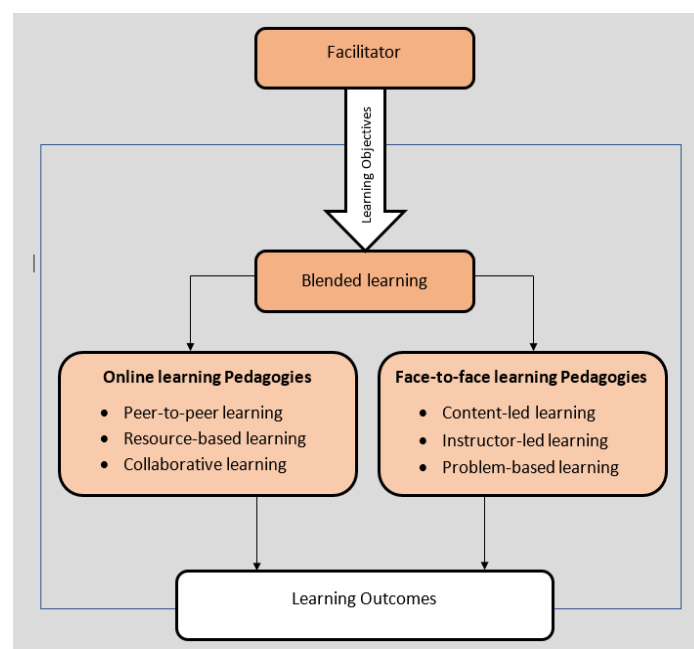 Facilitator
Learning Objectives
Blended learning
Online learning Pedagogies
• Peer-to-peer learning
• Resource-based learning
• Collaborative learning
Face-to-face learning Pedagogies
• Content-led learning
• Instructor-led learning
• Problem-based learning
Learning Outcomes